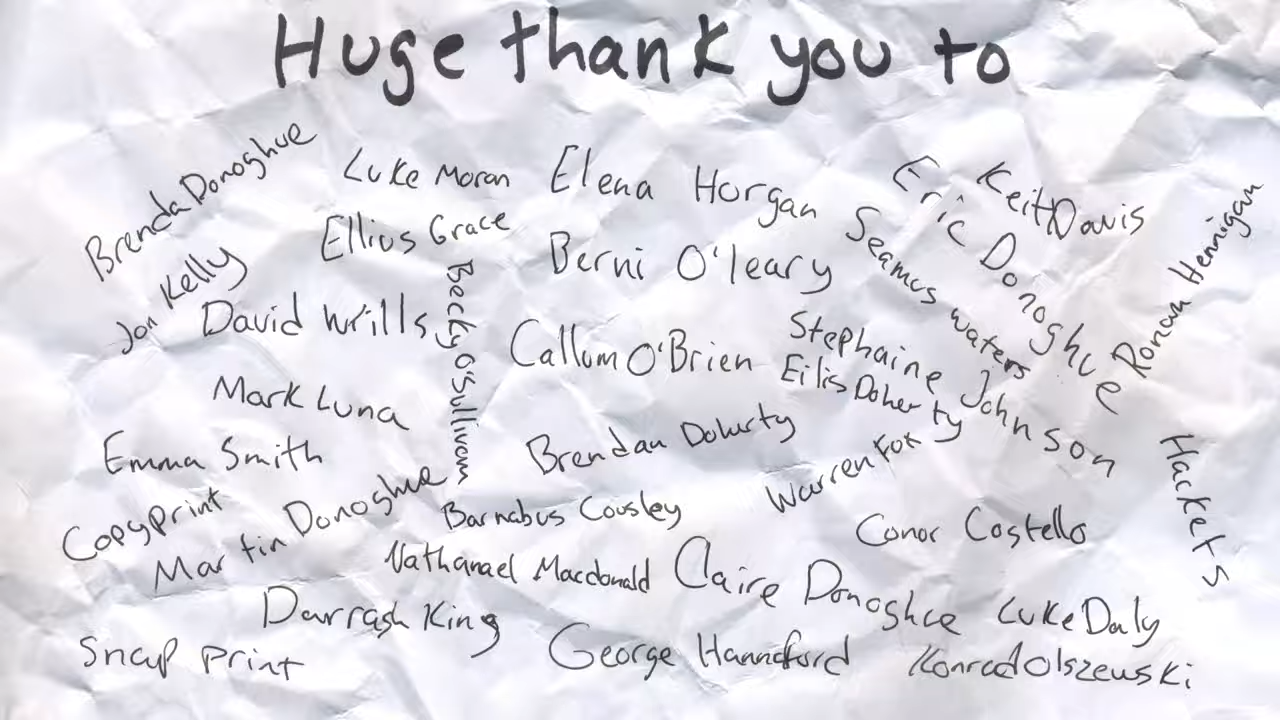 Huge thank you to
Brenda Donoghue
Luke Moran
Elena Horgan
Eric Donoghue
Keith Davis
Ronan Hennigan
Jon Kelly
Ellius Grace
Berni O'leary
Seamus waters
David Wrills
Becky O'Sullivan
Callum O'Brien
Stephaine Johnson
Eilis Doherty
Mark Luna
Brendan Doherty
Warren Fox
Hackets
Emma Smith
Copyprint
Martin Donoghue
Barnabus Cousley
Conor Costello
Nathanael Macdonald
Claire Donoghue
Luke Daly
Darragh King
Snap print
George Hannaford
Konrad Olszewski